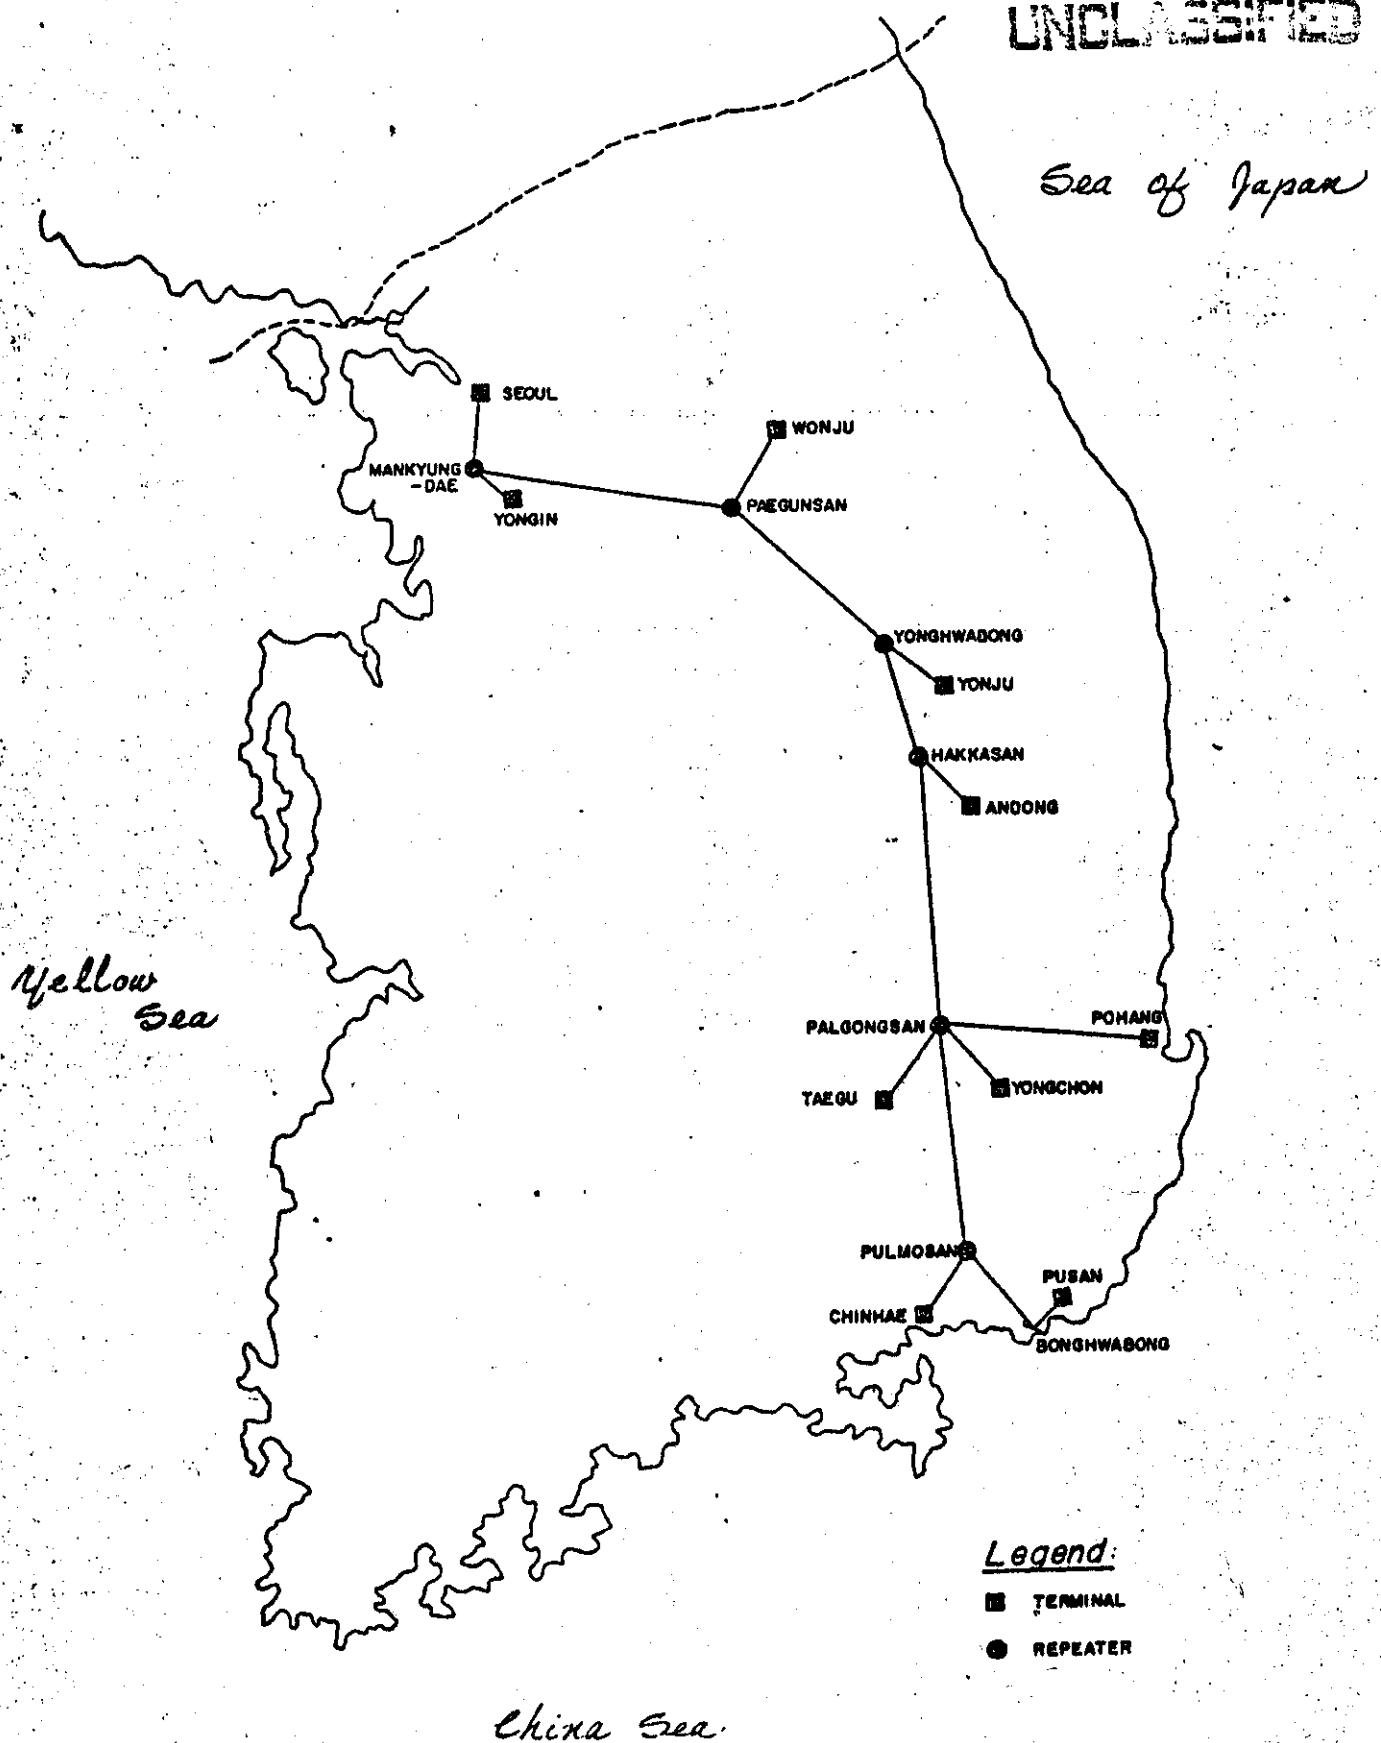 UNCLASSIFIED
Sea of Japan
SEOUL
WONJU
MANKYUNG
-DAE
YONGIN
PAEGUNSAN
YONGHWABONG
YONJU
HAKKASAN
ANDONG
Yellow
Sea
PALGONGSAN
POHANG
TAEGU
YONGCHON
PULMOSAN
PUSAN
CHINHAE
BONGHWABONG
Legend:
TERMINAL
REPEATER
China Sea.